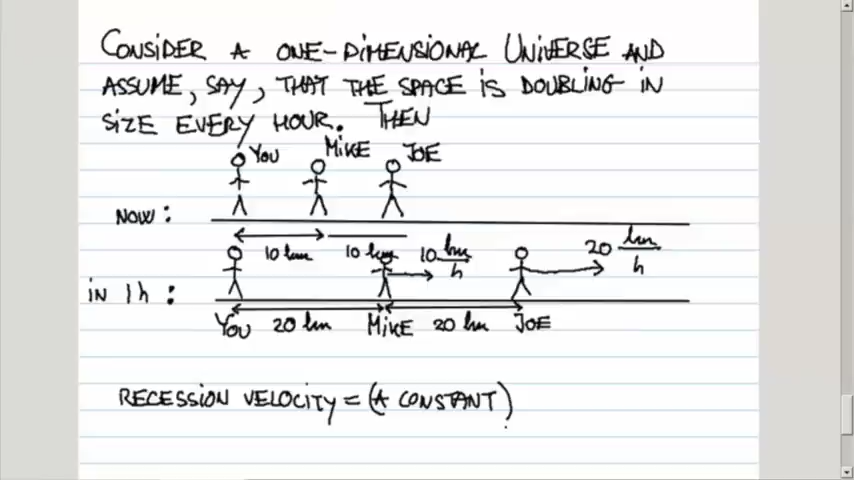 CONSIDER A ONE-DIMENSIONAL UNIVERSE AND
ASSUME, SAY, THAT THE SPACE IS DOUBLING IN
SIZE EVERY HOUR. THEN
YOU MIKE JOE
NOW:
10 km 10 km 10 km/h 20 km/h
in 1h:
YOU 20 km MIKE 20 km JOE
RECESSION VELOCITY = (A CONSTANT)